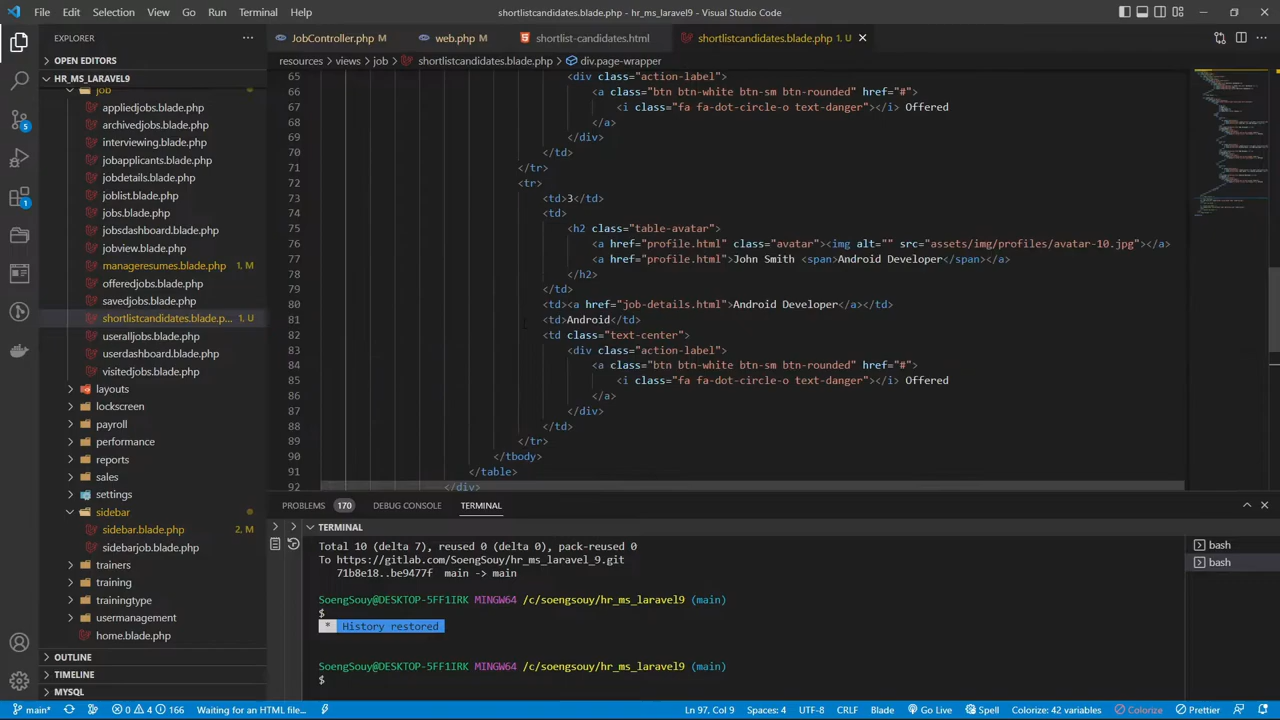 File Edit Selection View Go Run Terminal Help
shortlistcandidates.blade.php - hr_ms_laravel9 - Visual Studio Code
EXPLORER
OPEN EDITORS
HR_MS_LARAVEL9
job
appliedjobs.blade.php
archivedjobs.blade.php
interviewing.blade.php
jobapplicants.blade.php
jobdetails.blade.php
joblist.blade.php
jobs.blade.php
jobsdashboard.blade.php
jobview.blade.php
manageresumes.blade.php 1, M
offeredjobs.blade.php
savedjobs.blade.php
shortlistcandidates.blade.p... 1, U
useralljobs.blade.php
userdashboard.blade.php
visitedjobs.blade.php
layouts
lockscreen
payroll
performance
reports
sales
settings
sidebar
sidebar.blade.php 2, M
sidebarjob.blade.php
trainers
training
trainingtype
usermanagement
home.blade.php
OUTLINE
TIMELINE
MYSQL
5
1
JobController.php M web.php M shortlist-candidates.html shortlistcandidates.blade.php 1, U
resources > views > job > shortlistcandidates.blade.php > div.page-wrapper
65 <div class="action-label">
66 <a class="btn btn-white btn-sm btn-rounded" href="#">
67 <i class="fa fa-dot-circle-o text-danger"></i> Offered
68 </a>
69 </div>
70 </td>
71 </tr>
72 <tr>
73 <td>3</td>
74 <td>
75 <h2 class="table-avatar">
76 <a href="profile.html" class="avatar"><img alt="" src="assets/img/profiles/avatar-10.jpg"></a>
77 <a href="profile.html">John Smith <span>Android Developer</span></a>
78 </h2>
79 </td>
80 <td><a href="job-details.html">Android Developer</a></td>
81 <td>Android</td>
82 <td class="text-center">
83 <div class="action-label">
84 <a class="btn btn-white btn-sm btn-rounded" href="#">
85 <i class="fa fa-dot-circle-o text-danger"></i> Offered
86 </a>
87 </div>
88 </td>
89 </tr>
90 </tbody>
91 </table>
92 </div>
PROBLEMS 170 DEBUG CONSOLE TERMINAL
TERMINAL
Total 10 (delta 7), reused 0 (delta 0), pack-reused 0
To https://gitlab.com/SoengSouy/hr_ms_laravel_9.git
71b8e18..be9477f main -> main
SoengSouy@DESKTOP-5FF1IRK MINGW64 /c/soengsouy/hr_ms_laravel9 (main)
$
* History restored
SoengSouy@DESKTOP-5FF1IRK MINGW64 /c/soengsouy/hr_ms_laravel9 (main)
$
bash
bash
main* 0 4 166 Waiting for an HTML file... Ln 97, Col 9 Spaces: 4 UTF-8 CRLF Blade Go Live Spell Colorize: 42 variables Colorize Prettier